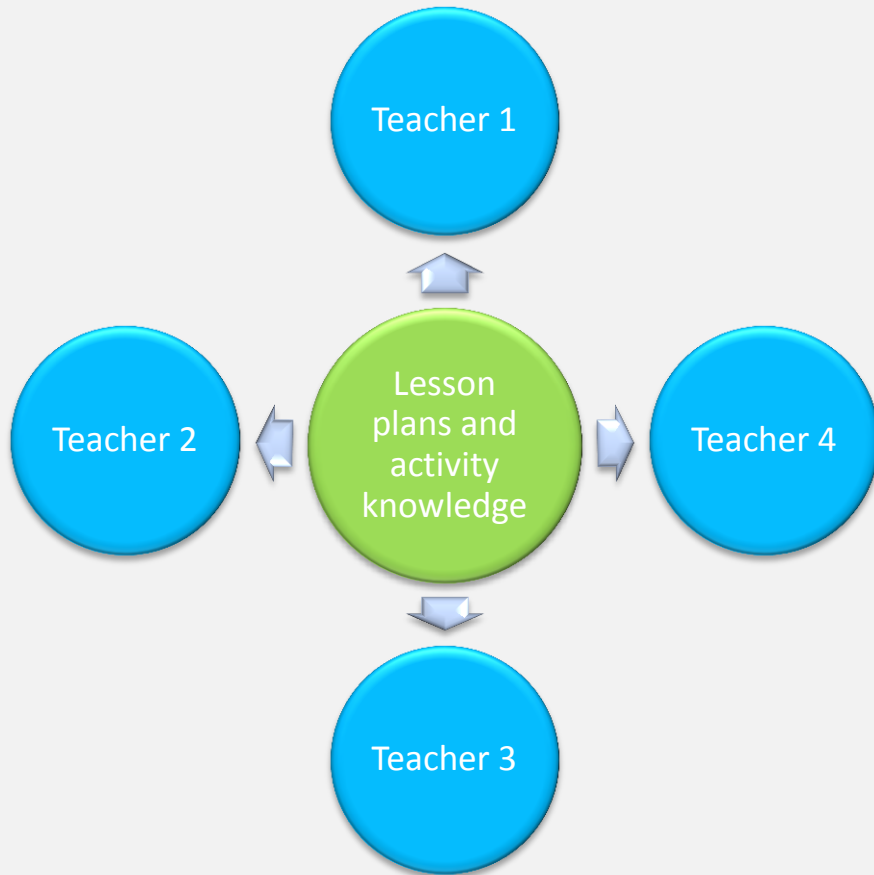 Teacher 1
Teacher 2
Lesson
plans and
activity
knowledge
Teacher 4
Teacher 3